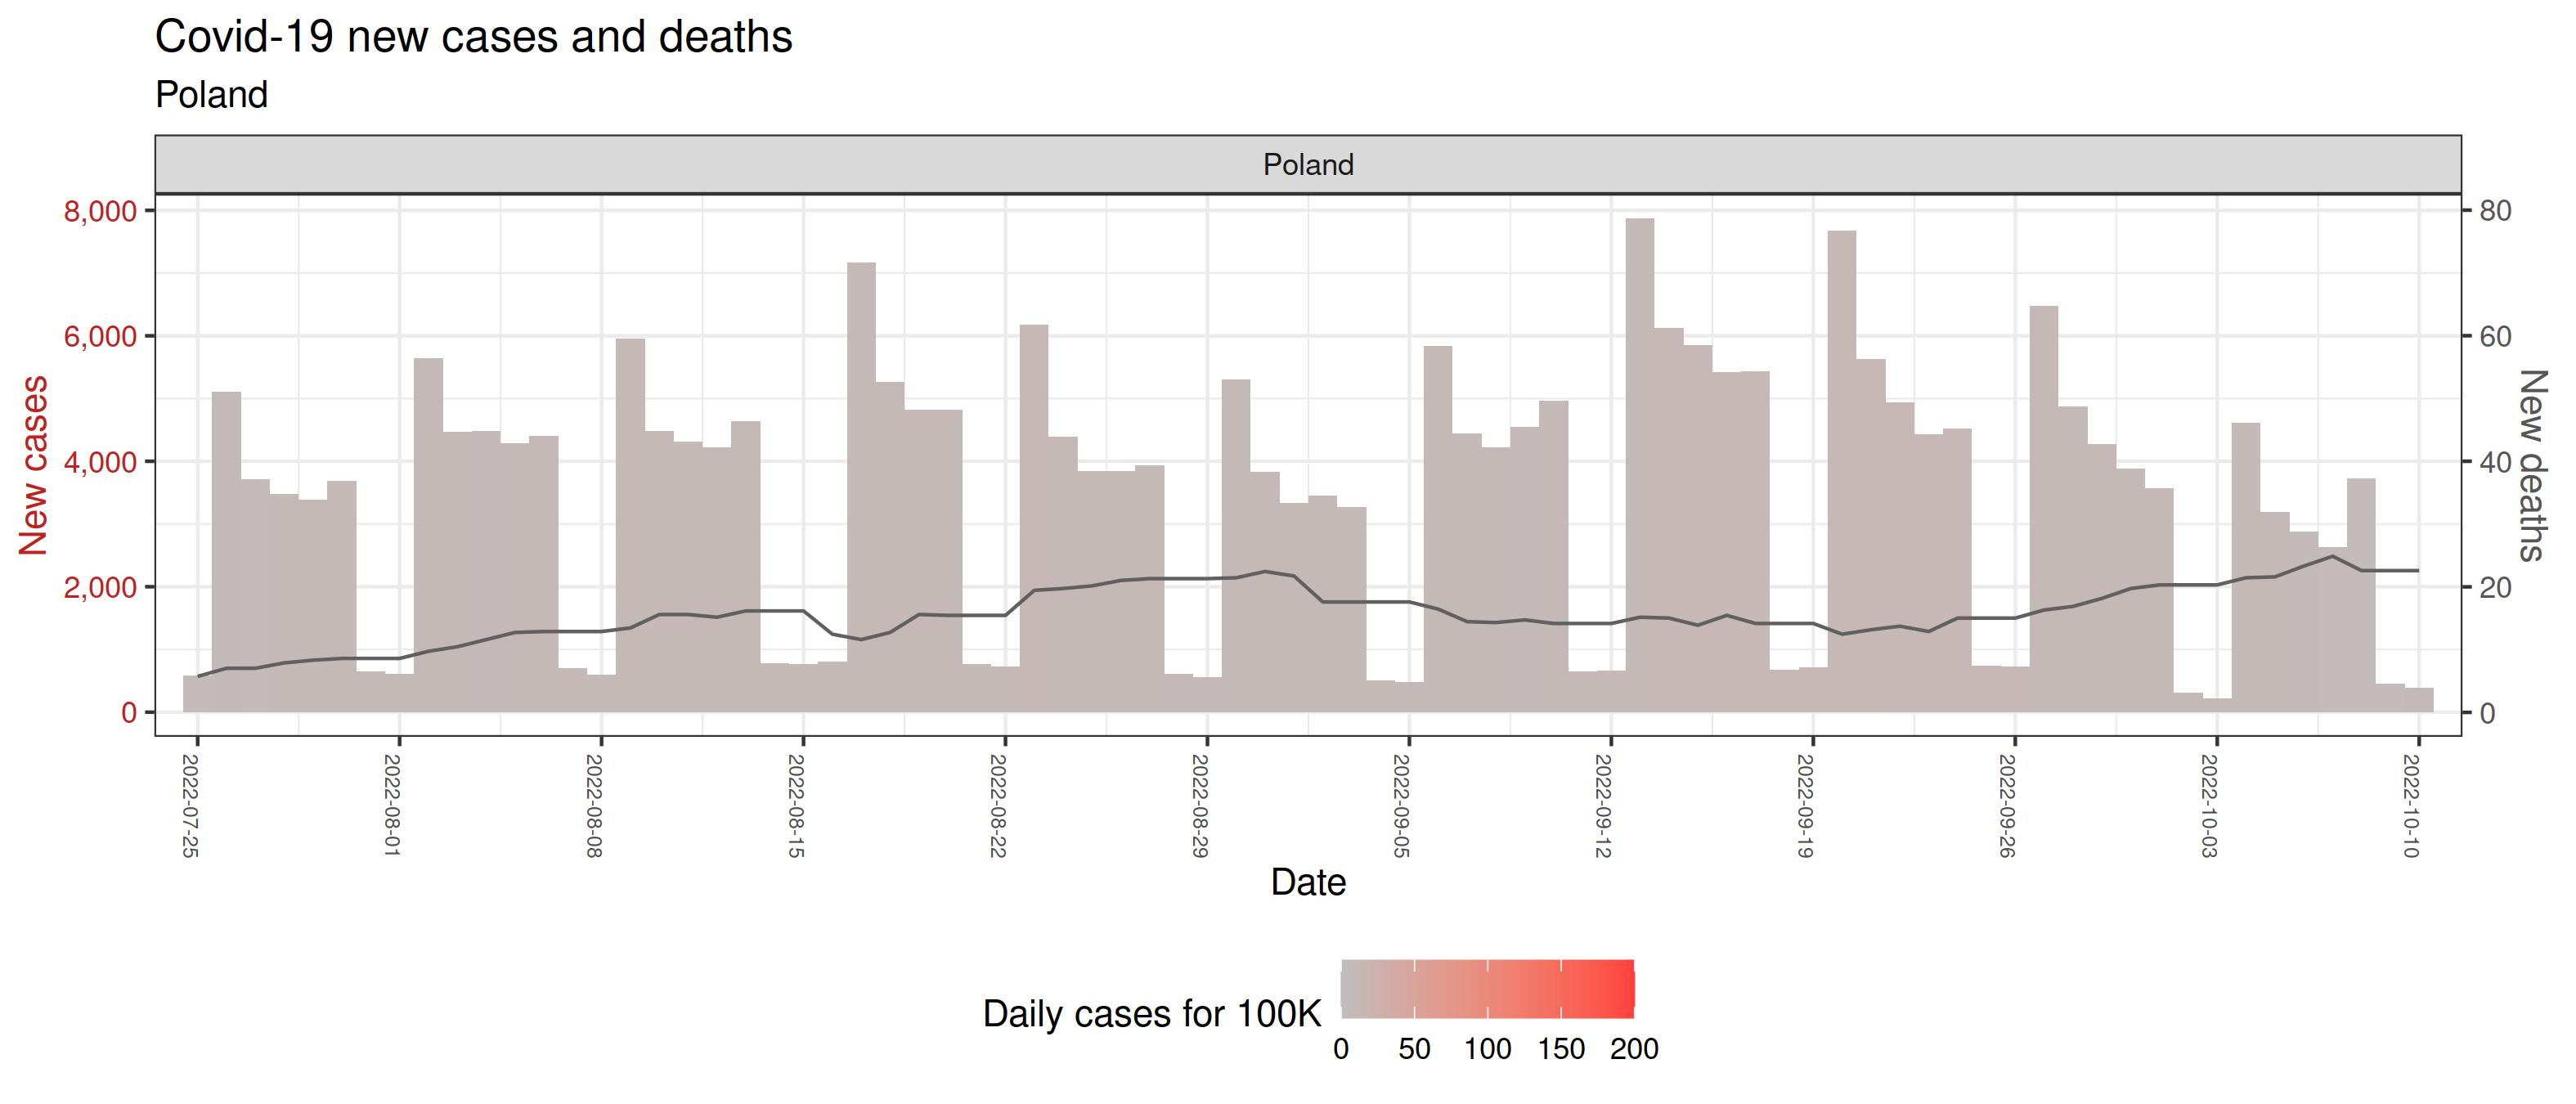 Covid-19 new cases and deaths
Poland
Poland
8,000
6,000
4,000
2,000
0
New cases
80
60
40
20
0
New deaths
2022-07-25
2022-08-01
2022-08-08
2022-08-15
2022-08-22
2022-08-29
2022-09-05
2022-09-12
2022-09-19
2022-09-26
2022-10-03
2022-10-10
Date
Daily cases for 100K
0 50 100 150 200